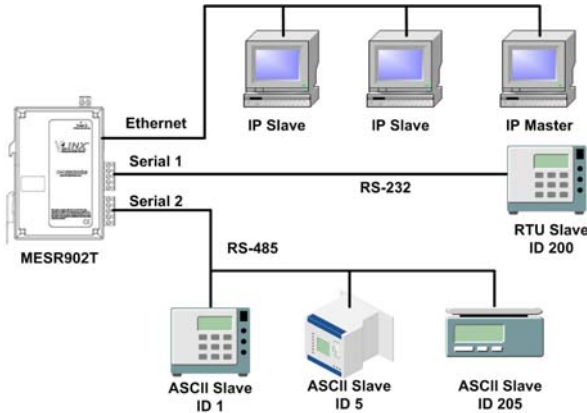 Ethernet
IP Slave
IP Slave
IP Master
VLINX
Serial 1
RS-232
RTU Slave
ID 200
Serial 2
MESR902T
RS-485
ASCII Slave
ID 1
ASCII Slave
ID 5
ASCII Slave
ID 205